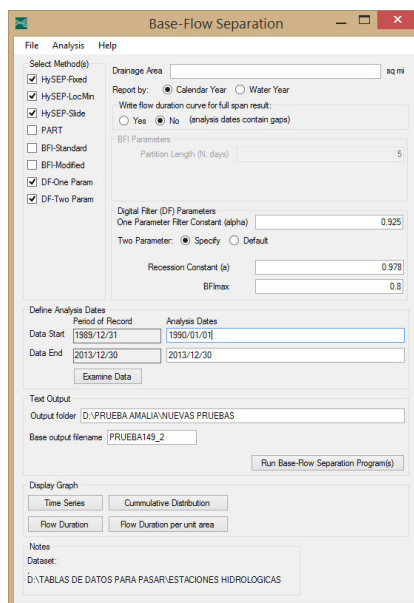 Base-Flow Separation
File Analysis Help
Select Method(s)
HySEP-Fixed
HySEP-LocMin
HySEP-Slide
PART
BFI-Standard
BFI-Modified
DF-One Param
DF-Two Param
Drainage Area sq mi
Report by: Calendar Year Water Year
Write flow duration curve for full span result:
Yes No (analysis dates contain gaps)
BFI Parameters
Partition Length (N, days) 5
Digital Filter (DF) Parameters
One Parameter Filter Constant (alpha) 0.925
Two Parameter: Specify Default
Recession Constant (a) 0.978
BFImax 0.8
Define Analysis Dates
Period of Record Analysis Dates
Data Start 1989/12/31 1990/01/01
Data End 2013/12/30 2013/12/30
Examine Data
Text Output
Output folder D:\PRUEBA AMALIA\NUEVAS PRUEBAS
Base output filename PRUEBA149_2
Run Base-Flow Separation Program(s)
Display Graph
Time Series Cummulative Distribution
Flow Duration Flow Duration per unit area
Notes
Dataset:
.
D:\TABLAS DE DATOS PARA PASAR\ESTACIONES HIDROLOGICAS